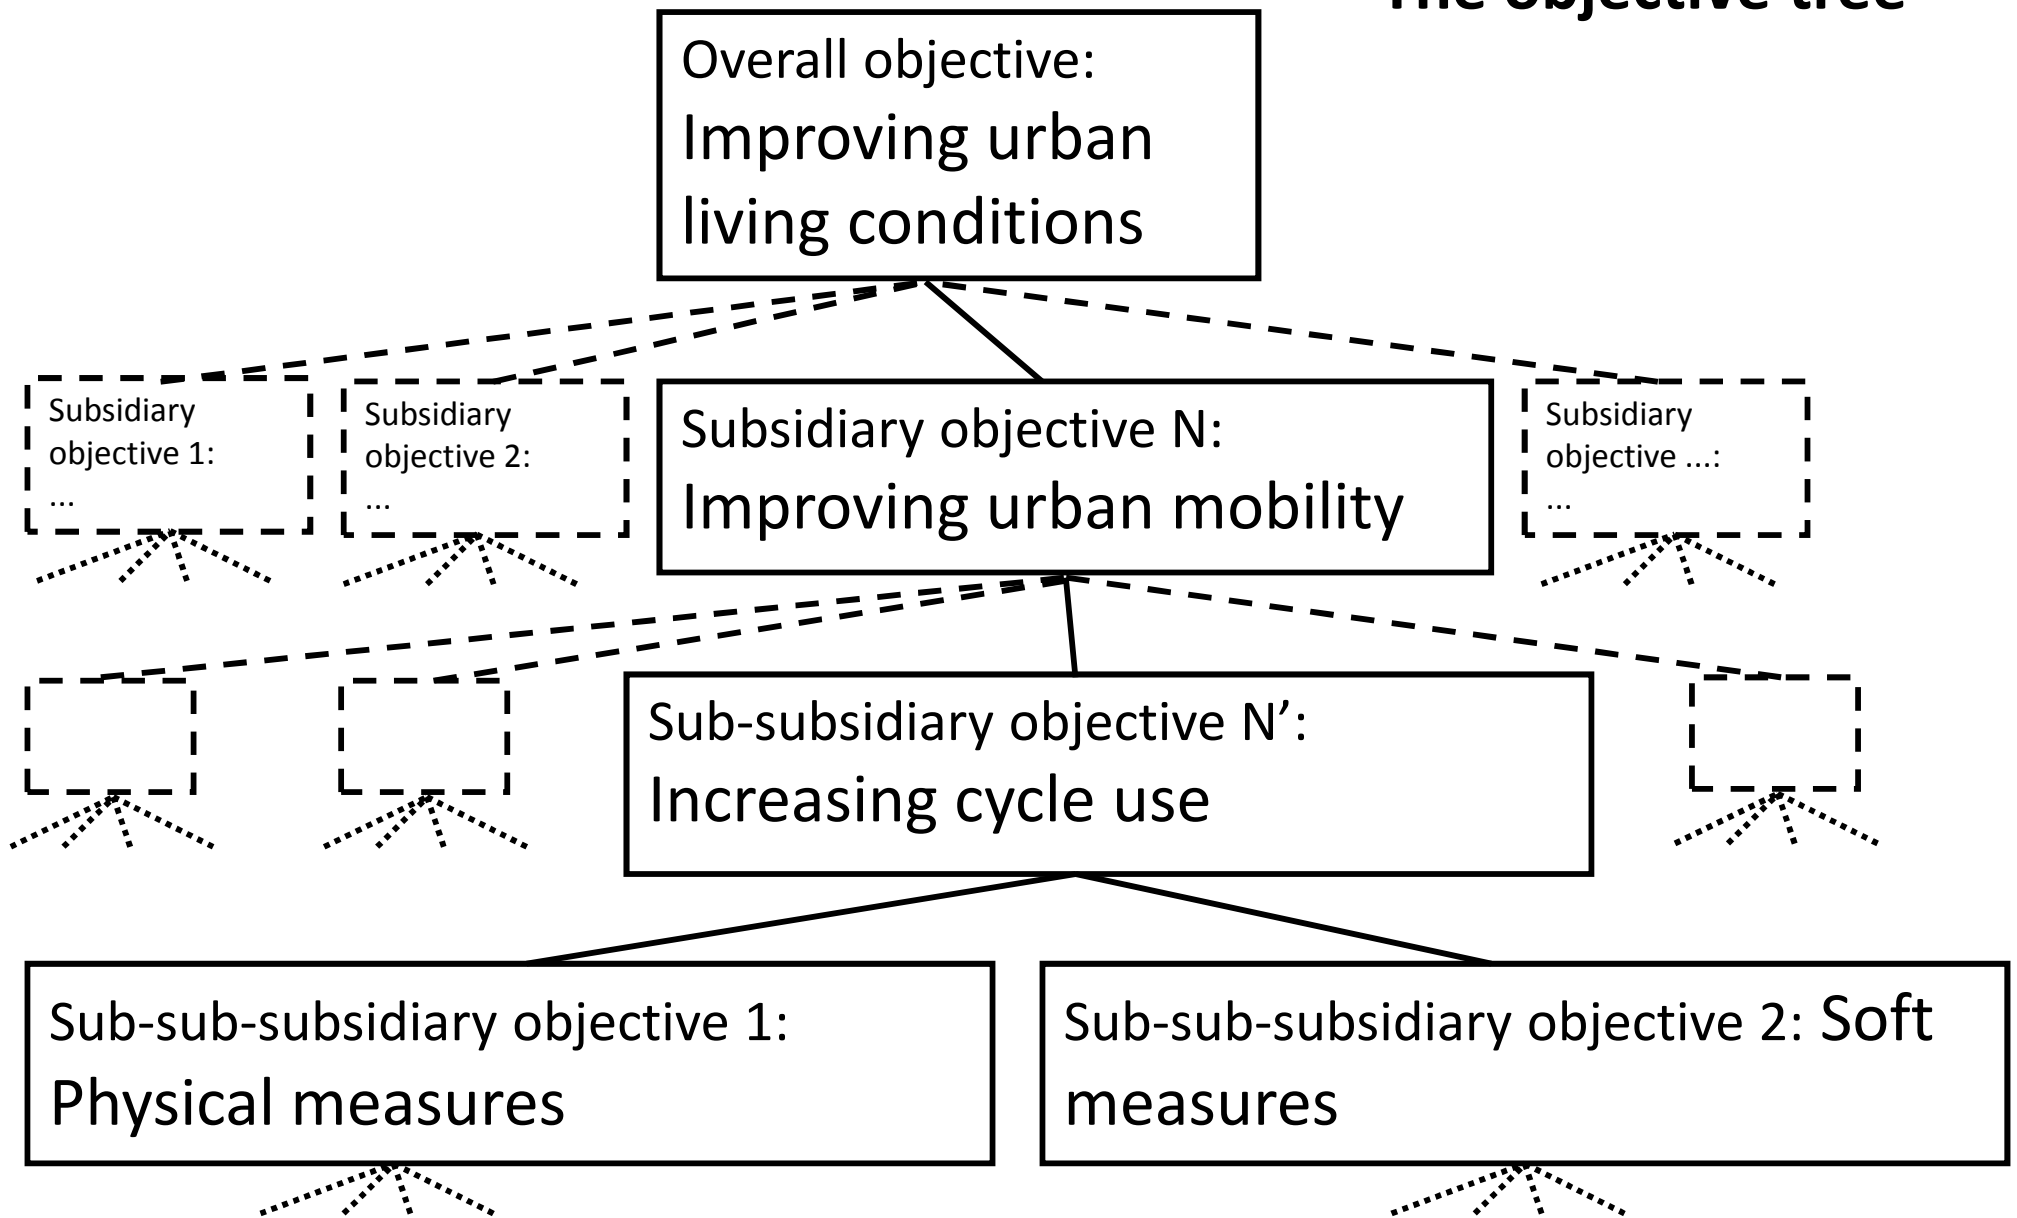 The objective tree
Overall objective:
Improving urban
living conditions
Subsidiary
objective 1:
...
Subsidiary
objective 2:
...
Subsidiary objective N:
Improving urban mobility
Subsidiary
objective ...:
...
Sub-subsidiary objective N’:
Increasing cycle use
Sub-sub-subsidiary objective 1:
Physical measures
Sub-sub-subsidiary objective 2: Soft
measures